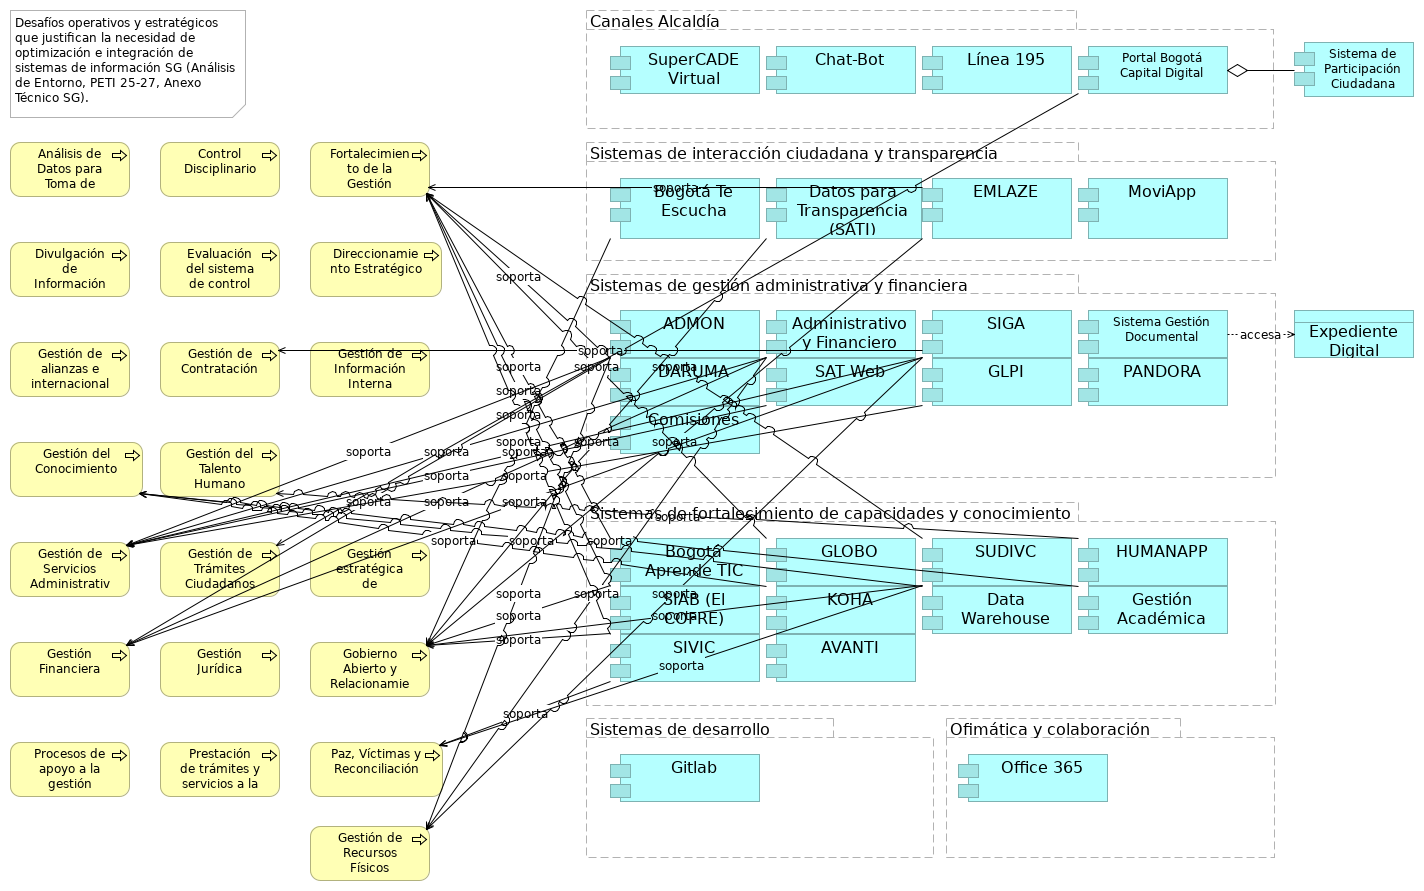 Desafíos operativos y estratégicos
que justifican la necesidad de
optimización e integración de
sistemas de información SG (Análisis
de Entorno, PETI 25-27, Anexo
Técnico SG).
Canales Alcaldía
SuperCADE
Virtual
Chat-Bot
Línea 195
Portal Bogotá
Capital Digital
Sistema de
Participación
Ciudadana
Análisis de
Datos para
Toma de
Control
Disciplinario
Fortalecimien
to de la
Gestión
Sistemas de interacción ciudadana y transparencia
Bogotá Te
Escucha
Datos para
Transparencia
(SATI)
EMLAZE
MoviApp
soporta
Divulgación
de
Información
Evaluación
del sistema
de control
Direccionamie
nto Estratégico
soporta
Sistemas de gestión administrativa y financiera
ADMON
Administrativo
y Financiero
SIGA
Sistema Gestión
Documental
accesa
Expediente
Digital
DARUMA
SAT Web
GLPI
PANDORA
Comisiones
Gestión de
alianzas e
internacional
Gestión de
Contratación
Gestión de
Información
Interna
soporta
soporta
soporta
soporta
soporta
soporta
Gestión del
Conocimiento
Gestión del
Talento
Humano
soporta
soporta
soporta
soporta
soporta
soporta
soporta
soporta
soporta
soporta
soporta
soporta
Sistemas de fortalecimiento de capacidades y conocimiento
soporta
Bogotá
Aprende TIC
GLOBO
SUDIVC
HUMANAPP
SIAB (El
COFRE)
KOHA
Data
Warehouse
Gestión
Académica
SIVIC
AVANTI
Gestión de
Servicios
Administrativ
Gestión de
Trámites
Ciudadanos
Gestión
estratégica
de
soporta
soporta
soporta
soporta
soporta
soporta
soporta
soporta
soporta
soporta
Gestión
Financiera
Gestión
Jurídica
Gobierno
Abierto y
Relacionamie
soporta
Sistemas de desarrollo
Gitlab
Ofimática y colaboración
Office 365
Procesos de
apoyo a la
gestión
Prestación
de trámites y
servicios a la
Paz, Víctimas y
Reconciliación
Gestión de
Recursos
Físicos